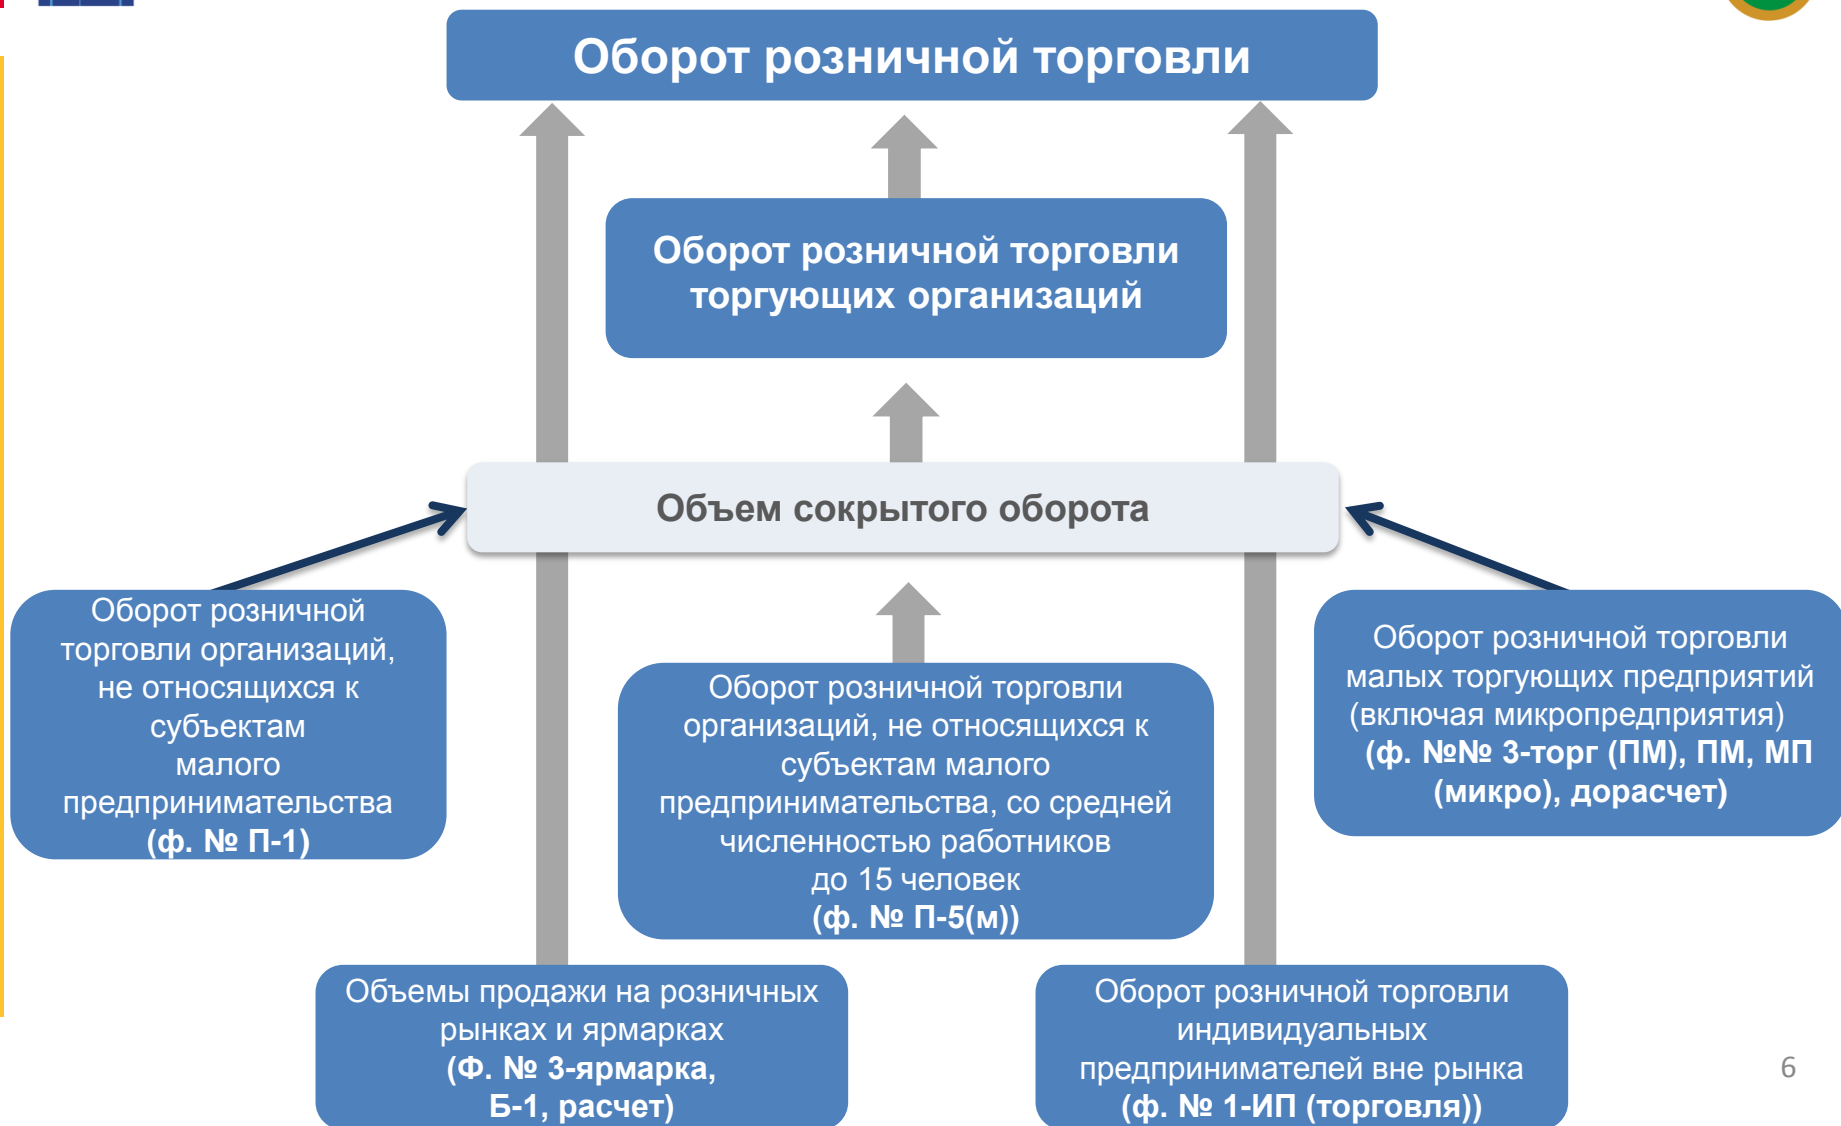 Оборот розничной торговли
Оборот розничной торговли
торгующих организаций
Объем сокрытого оборота
Оборот розничной
торговли организаций,
не относящихся к
субъектам
малого
предпринимательства
(ф. № П-1)
Оборот розничной торговли
организаций, не относящихся к
субъектам малого
предпринимательства, со средней
численностью работников
до 15 человек
(ф. № П-5(м))
Оборот розничной торговли
малых торгующих предприятий
(включая микропредприятия)
(ф. №№ 3-торг (ПМ), ПМ, МП
(микро), дорасчет)
Объемы продажи на розничных
рынках и ярмарках
(Ф. № 3-ярмарка,
Б-1, расчет)
Оборот розничной торговли
индивидуальных
предпринимателей вне рынка
(ф. № 1-ИП (торговля))
6